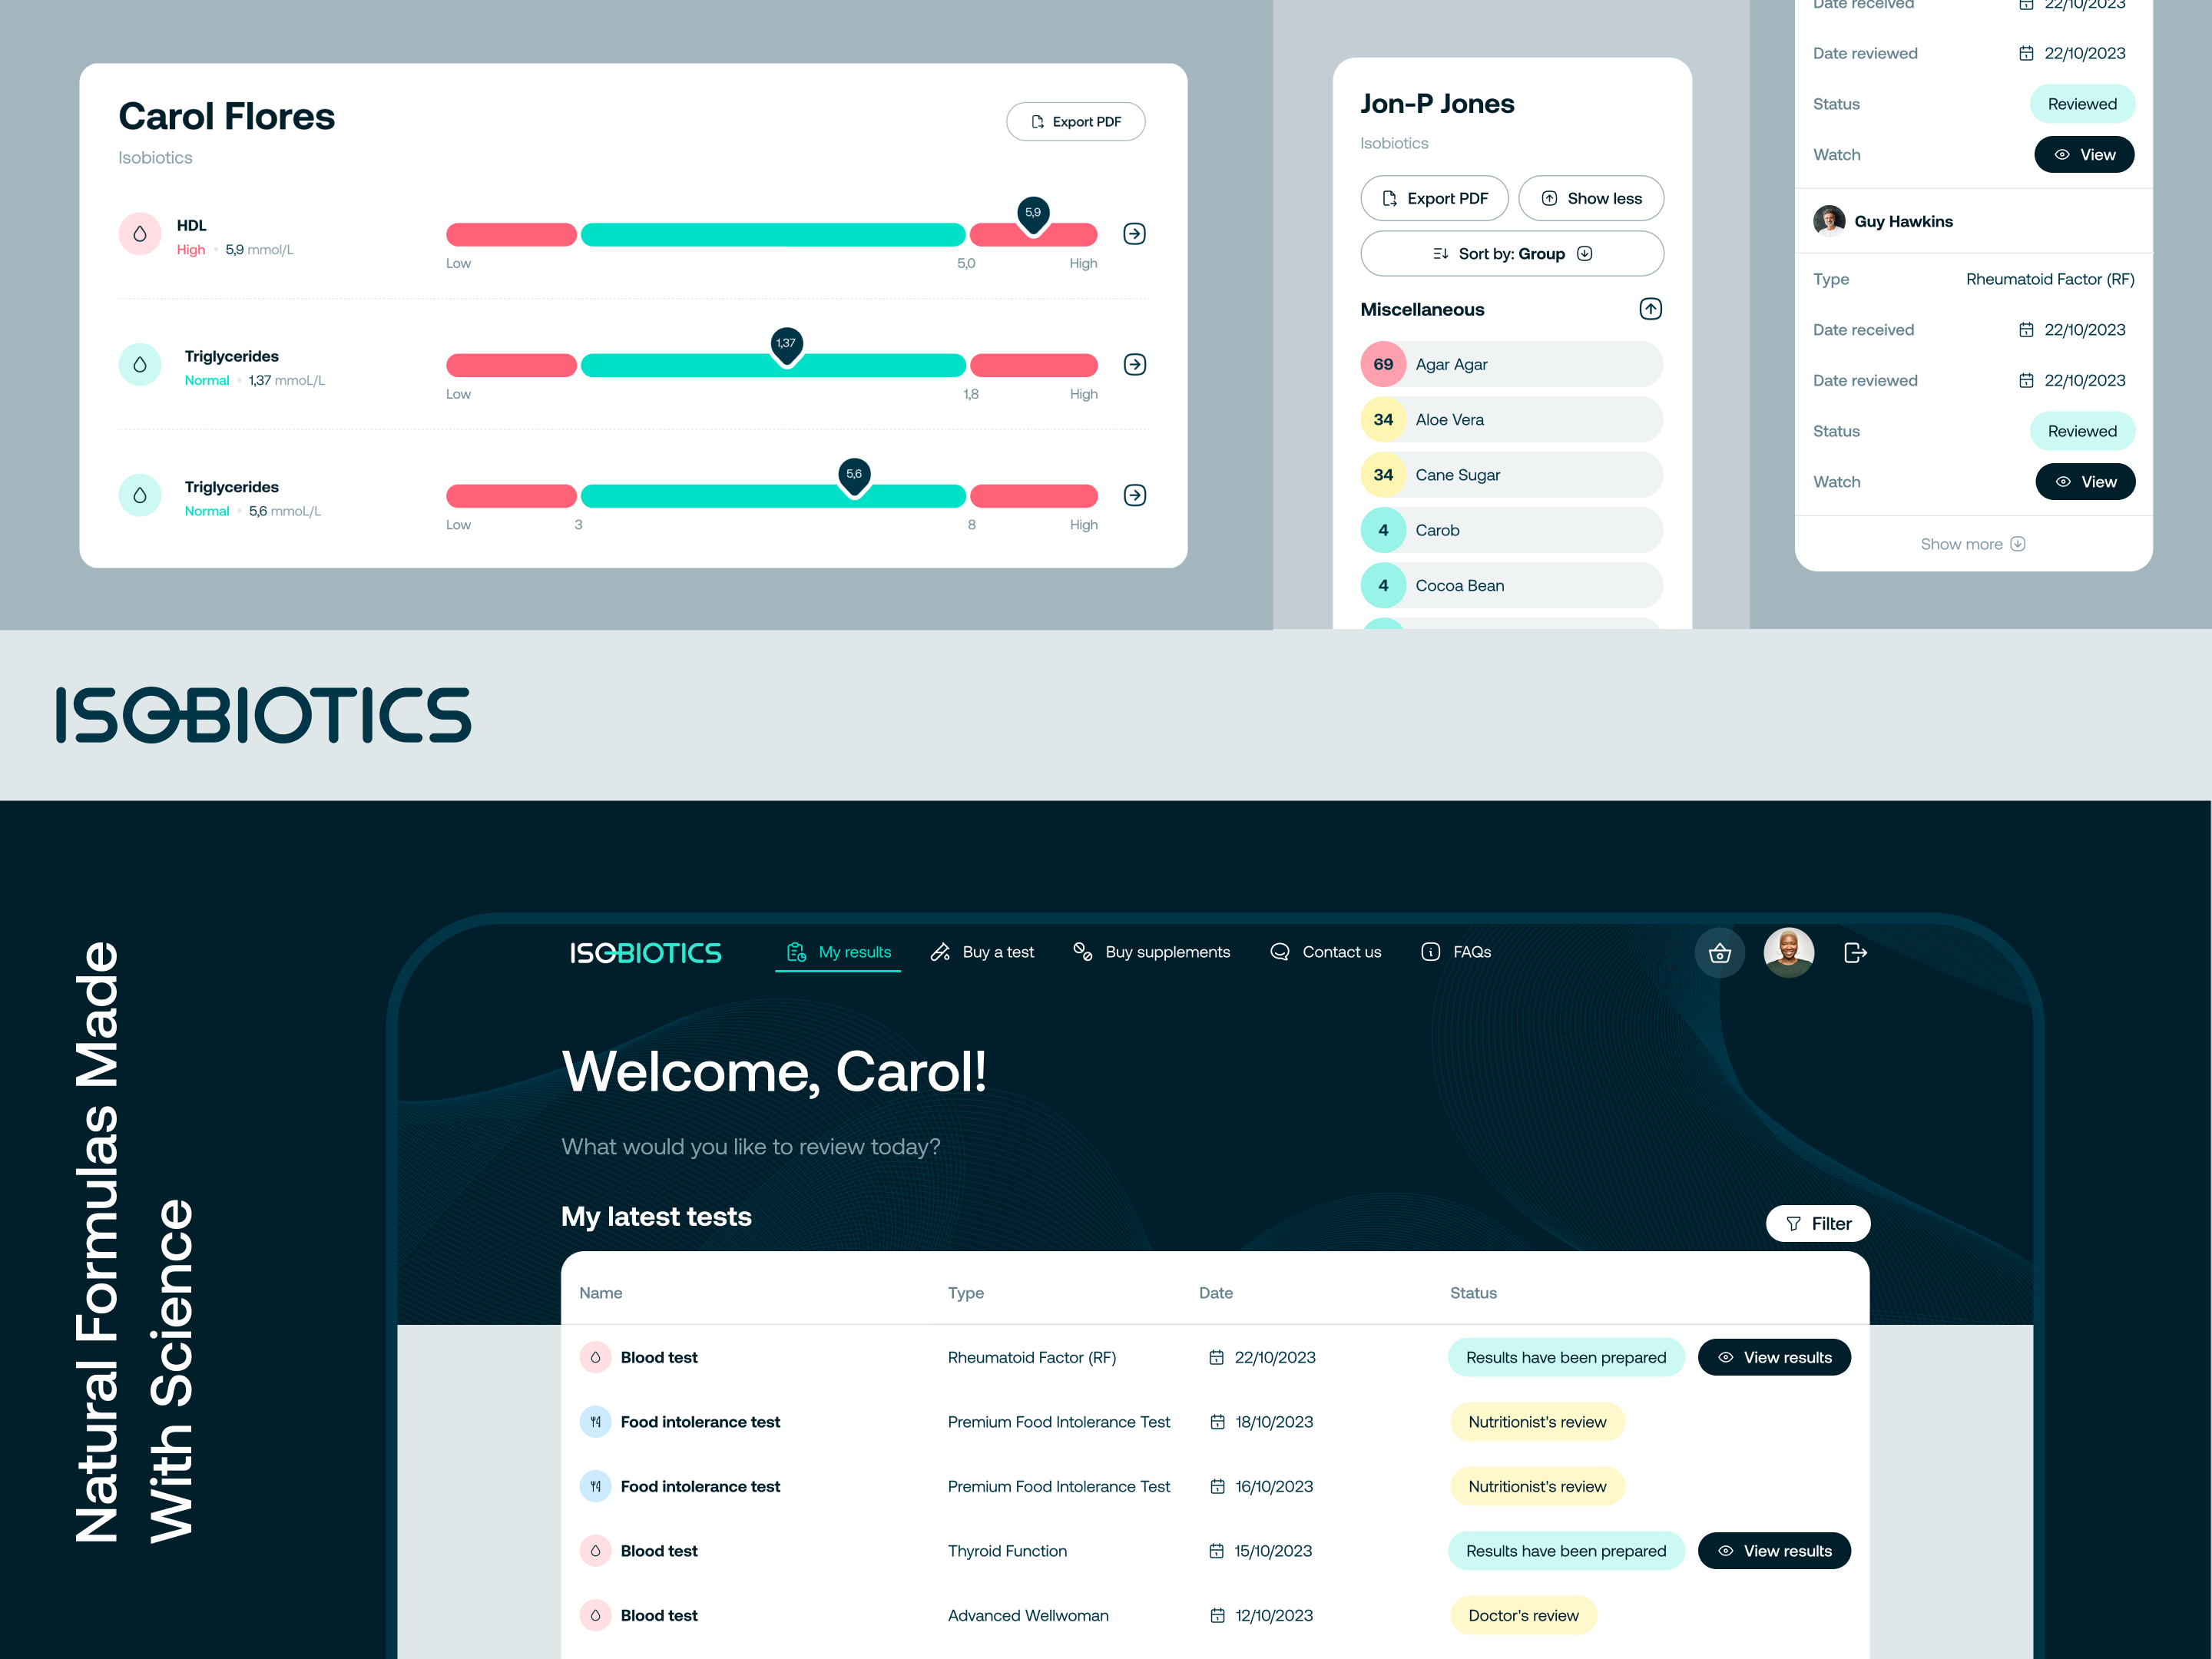 Carol Flores
Isobiotics
Export PDF
HDL
High • 5,9 mmol/L
5,9
Low 5,0 High
Triglycerides
Normal • 1,37 mmoL/L
1,37
Low 1,8 High
Triglycerides
Normal • 5,6 mmoL/L
5,6
Low 3 8 High
Jon-P Jones
Isobiotics
Export PDF
Show less
Sort by: Group
Miscellaneous
69 Agar Agar
34 Aloe Vera
34 Cane Sugar
4 Carob
4 Cocoa Bean
Date received 22/10/2023
Date reviewed 22/10/2023
Status Reviewed
Watch View
Guy Hawkins
Type Rheumatoid Factor (RF)
Date received 22/10/2023
Date reviewed 22/10/2023
Status Reviewed
Watch View
Show more
ISOBIOTICS
Natural Formulas Made
With Science
ISOBIOTICS My results Buy a test Buy supplements Contact us FAQs
Welcome, Carol!
What would you like to review today?
My latest tests
Filter
Name Type Date Status
Blood test Rheumatoid Factor (RF) 22/10/2023 Results have been prepared View results
Food intolerance test Premium Food Intolerance Test 18/10/2023 Nutritionist's review
Food intolerance test Premium Food Intolerance Test 16/10/2023 Nutritionist's review
Blood test Thyroid Function 15/10/2023 Results have been prepared View results
Blood test Advanced Wellwoman 12/10/2023 Doctor's review